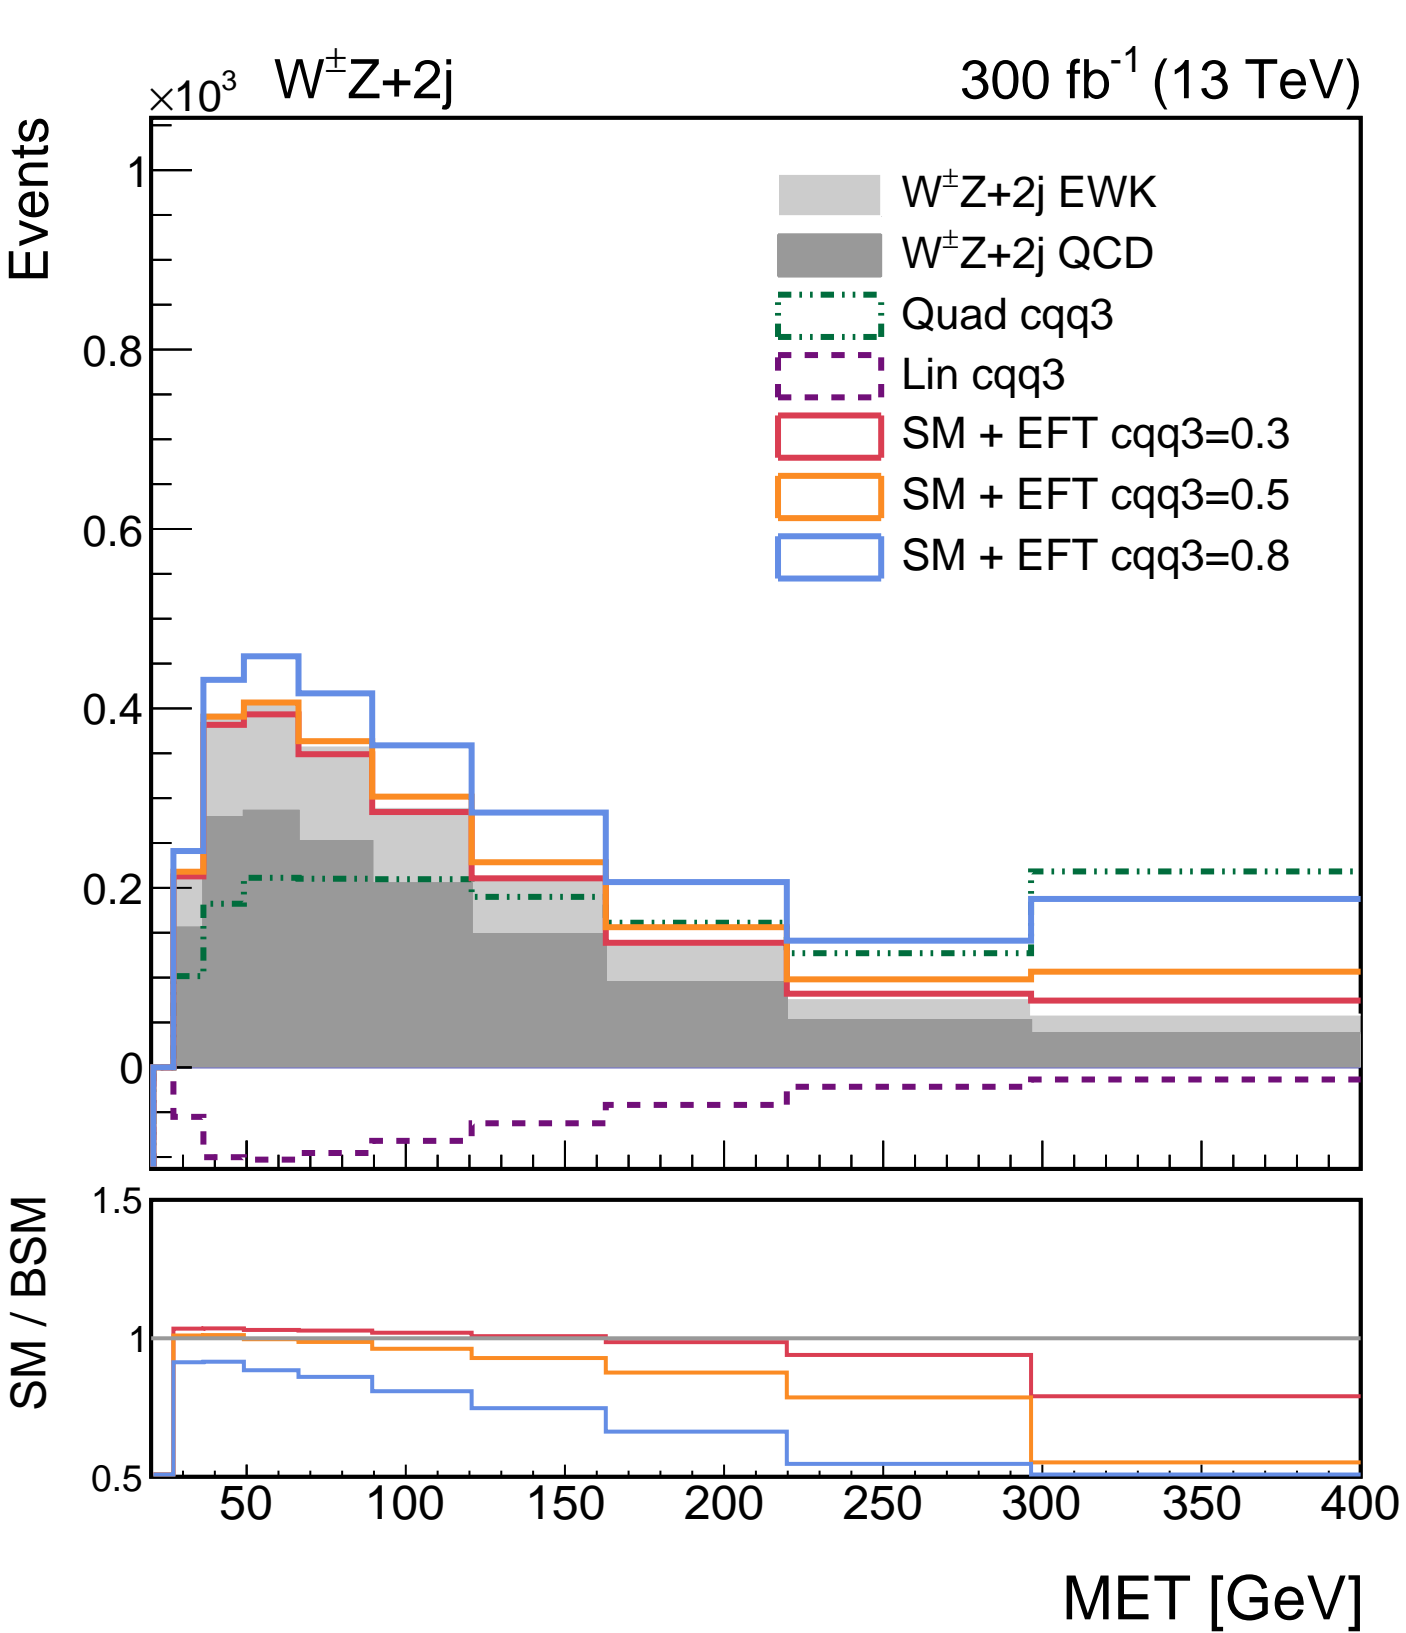 ×10³ W±Z+2j 300 fb⁻¹ (13 TeV)
Events
1
0.8
0.6
0.4
0.2
0
W±Z+2j EWK
W±Z+2j QCD
Quad cqq3
Lin cqq3
SM + EFT cqq3=0.3
SM + EFT cqq3=0.5
SM + EFT cqq3=0.8
SM / BSM
1.5
1
0.5
50 100 150 200 250 300 350 400
MET [GeV]